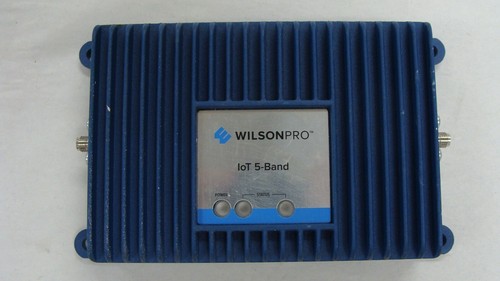 WILSONPRO™
IoT 5-Band
POWER STATUS